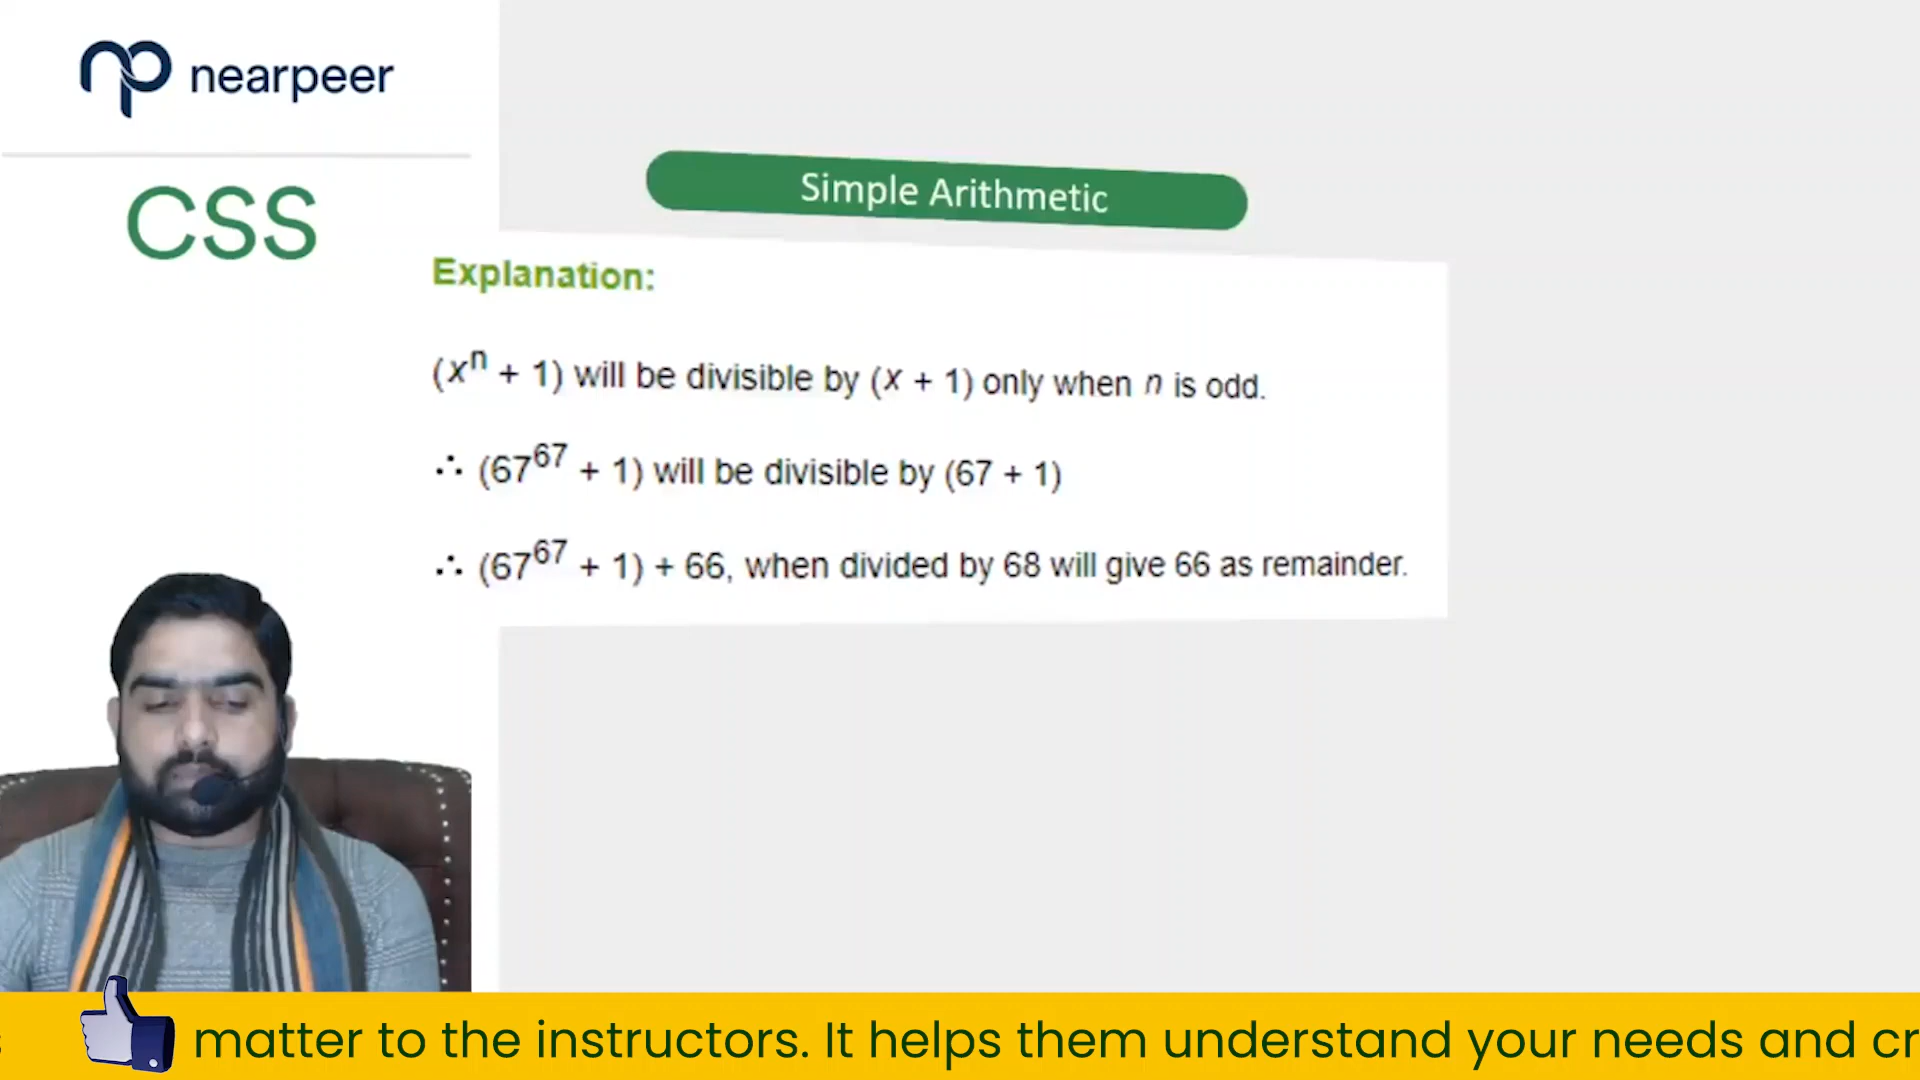 nearpeer
CSS
Simple Arithmetic
Explanation:
(xⁿ + 1) will be divisible by (x + 1) only when n is odd.
∴ (67⁶⁷ + 1) will be divisible by (67 + 1)
∴ (67⁶⁷ + 1) + 66, when divided by 68 will give 66 as remainder.
matter to the instructors. It helps them understand your needs and cr